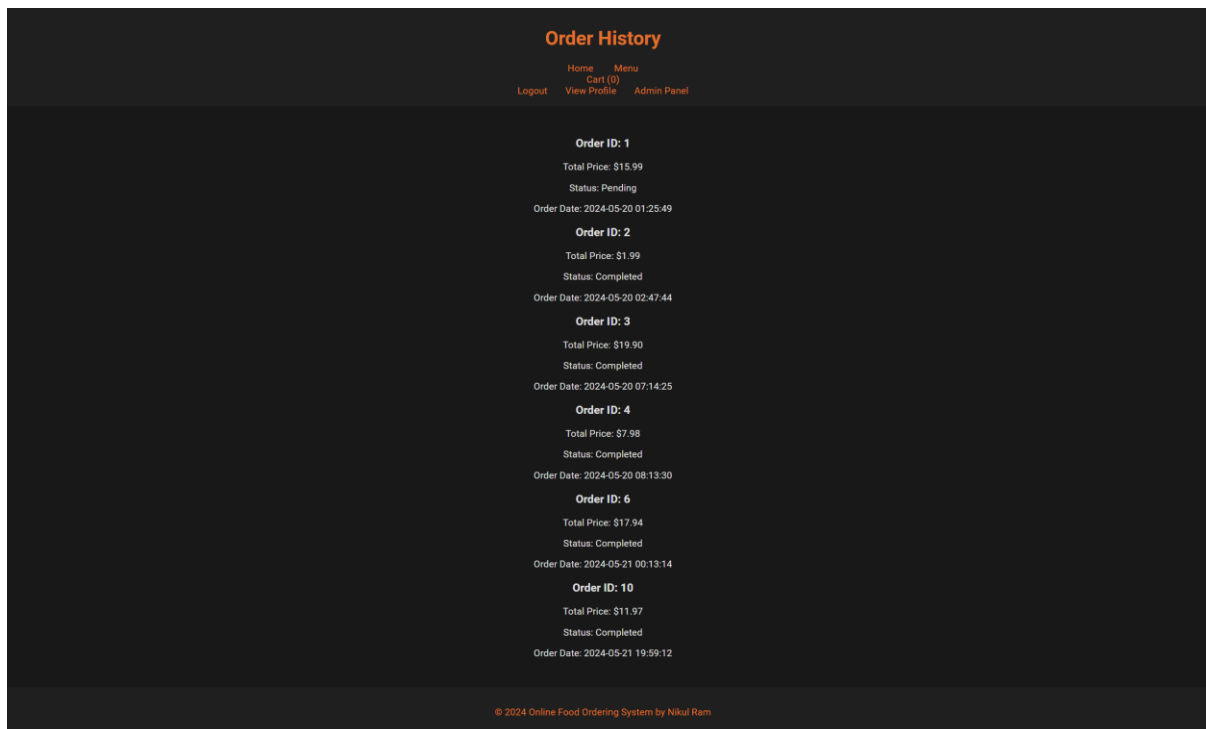 Order History
Home Menu
Cart (0)
Logout View Profile Admin Panel
Order ID: 1
Total Price: $15.99
Status: Pending
Order Date: 2024-05-20 01:25:49
Order ID: 2
Total Price: $1.99
Status: Completed
Order Date: 2024-05-20 02:47:44
Order ID: 3
Total Price: $19.90
Status: Completed
Order Date: 2024-05-20 07:14:25
Order ID: 4
Total Price: $7.98
Status: Completed
Order Date: 2024-05-20 08:13:30
Order ID: 6
Total Price: $17.94
Status: Completed
Order Date: 2024-05-21 00:13:14
Order ID: 10
Total Price: $11.97
Status: Completed
Order Date: 2024-05-21 19:59:12
© 2024 Online Food Ordering System by Nikul Ram